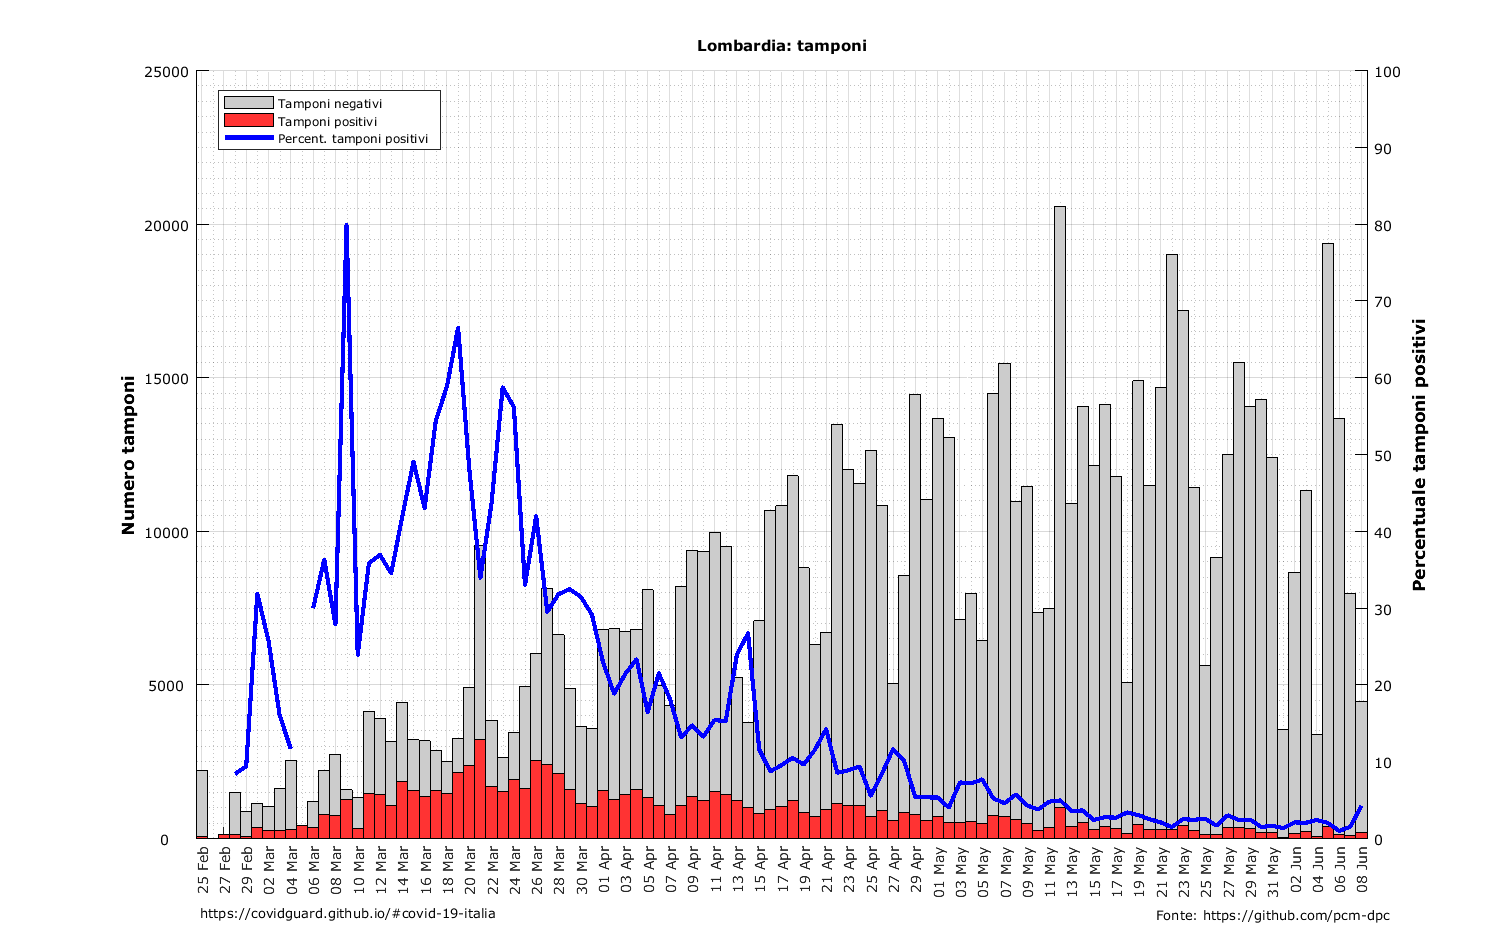 Lombardia: tamponi
Tamponi negativi
Tamponi positivi
Percent. tamponi positivi
Numero tamponi
25000
20000
15000
10000
5000
0
Percentuale tamponi positivi
100
90
80
70
60
50
40
30
20
10
0
25 Feb
27 Feb
29 Feb
02 Mar
04 Mar
06 Mar
08 Mar
10 Mar
12 Mar
14 Mar
16 Mar
18 Mar
20 Mar
22 Mar
24 Mar
26 Mar
28 Mar
30 Mar
01 Apr
03 Apr
05 Apr
07 Apr
09 Apr
11 Apr
13 Apr
15 Apr
17 Apr
19 Apr
21 Apr
23 Apr
25 Apr
27 Apr
29 Apr
01 May
03 May
05 May
07 May
09 May
11 May
13 May
15 May
17 May
19 May
21 May
23 May
25 May
27 May
29 May
31 May
02 Jun
04 Jun
06 Jun
08 Jun
https://covidguard.github.io/#covid-19-italia
Fonte: https://github.com/pcm-dpc